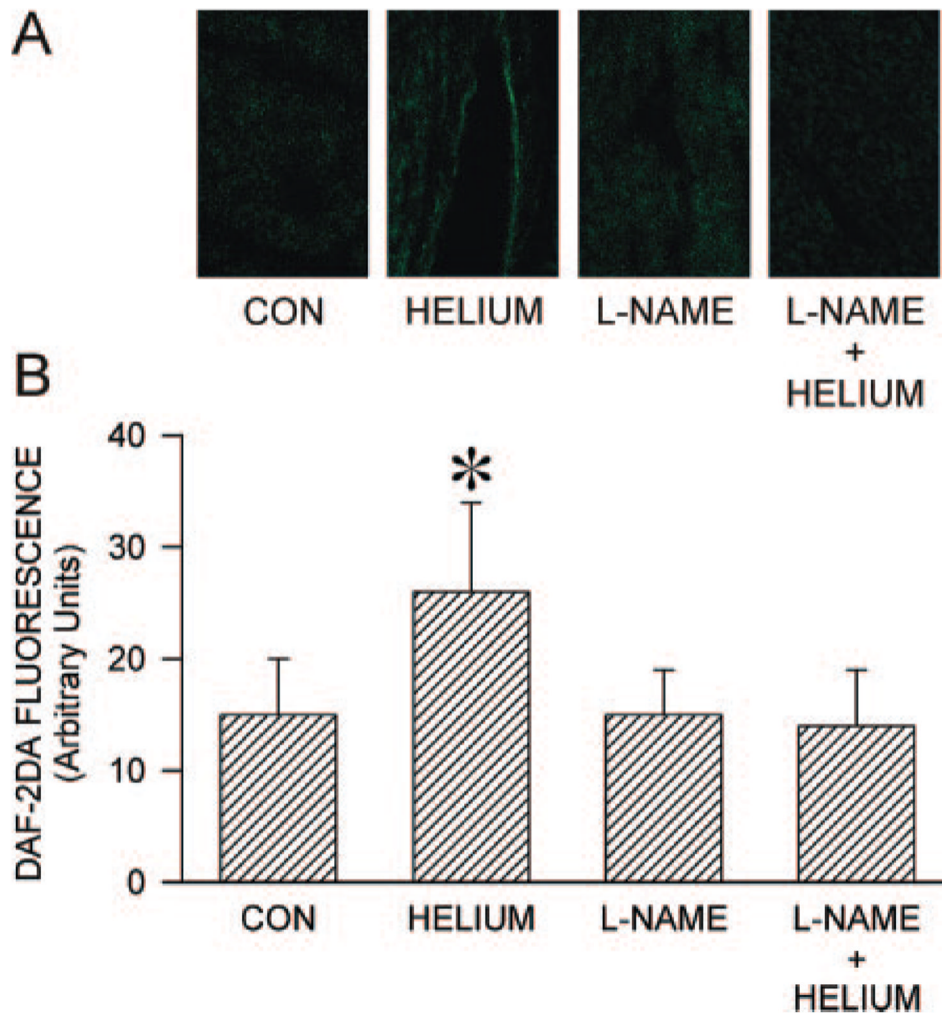 A
CON
HELIUM
L-NAME
L-NAME
+
HELIUM
B
DAF-2DA FLUORESCENCE
(Arbitrary Units)
40
30
20
10
0
*
CON
HELIUM
L-NAME
L-NAME
+
HELIUM